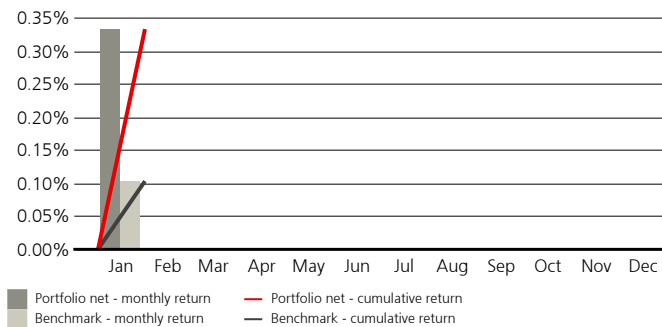 0.35%
0.30%
0.25%
0.20%
0.15%
0.10%
0.05%
0.00%
Jan Feb Mar Apr May Jun Jul Aug Sep Oct Nov Dec
Portfolio net - monthly return Portfolio net - cumulative return
Benchmark - monthly return Benchmark - cumulative return